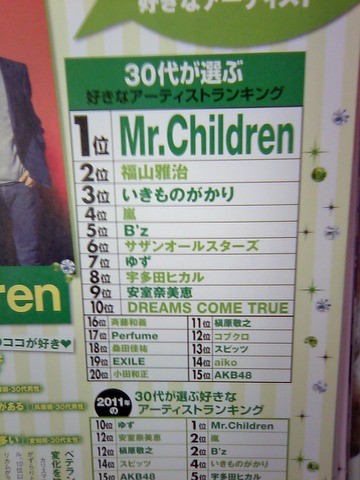 好きなアーティスト
30代が選ぶ
好きなアーティストランキング
1位 Mr.Children
2位 福山雅治
3位 いきものがかり
4位 嵐
5位 B'z
6位 サザンオールスターズ
7位 ゆず
8位 宇多田ヒカル
9位 安室奈美恵
10位 DREAMS COME TRUE
11位 槇原敬之
12位 コブクロ
13位 スピッツ
14位 aiko
15位 AKB48
16位 斉藤和義
17位 Perfume
18位 桑田佳祐
19位 EXILE
20位 小田和正
ren
のココが好き♥
2011年の
30代が選ぶ好きな
アーティストランキング
1位 Mr.Children
2位 嵐
2位 B'z
4位 いきものがかり
5位 宇多田ヒカル
10位 ゆず
12位 安室奈美恵
12位
14位 スピッツ
15位 AKB48